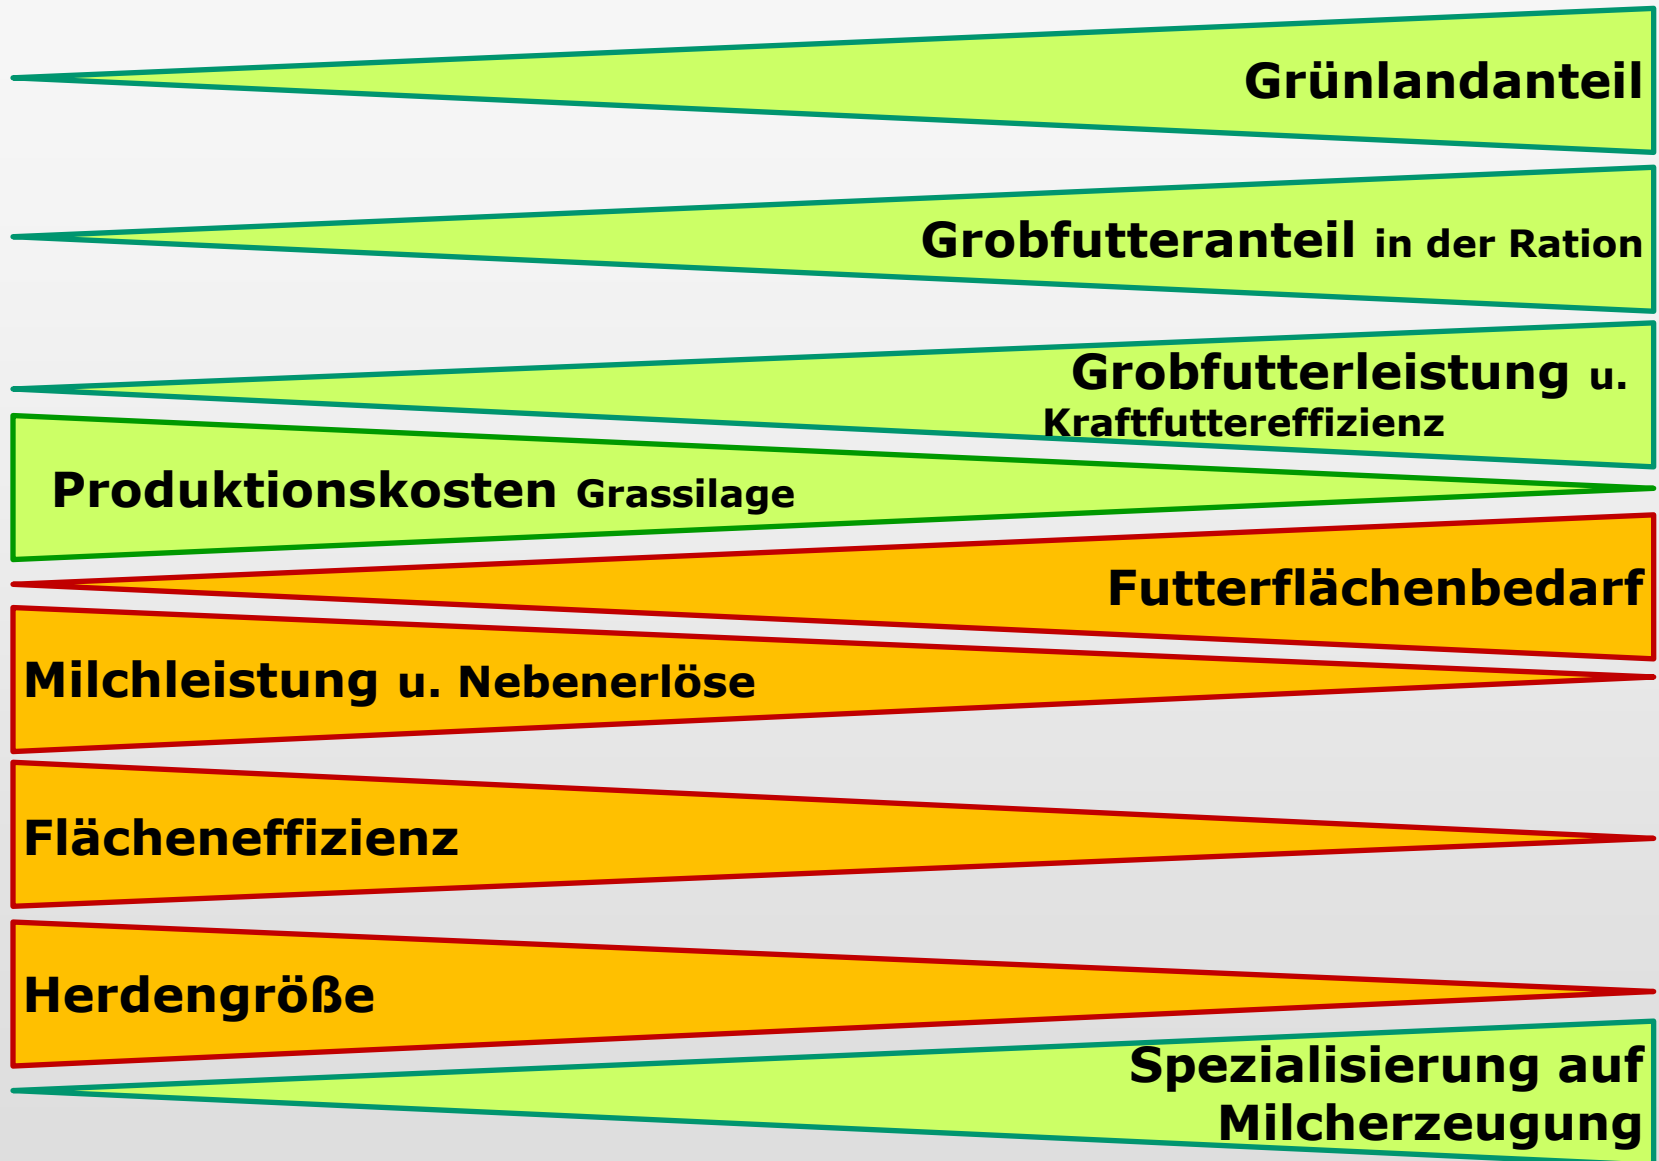 Grünlandanteil
Grobfutteranteil in der Ration
Grobfutterleistung u.
Kraftfuttereffizienz
Produktionskosten Grassilage
Futterflächenbedarf
Milchleistung u. Nebenerlöse
Flächeneffizienz
Herdengröße
Spezialisierung auf
Milcherzeugung